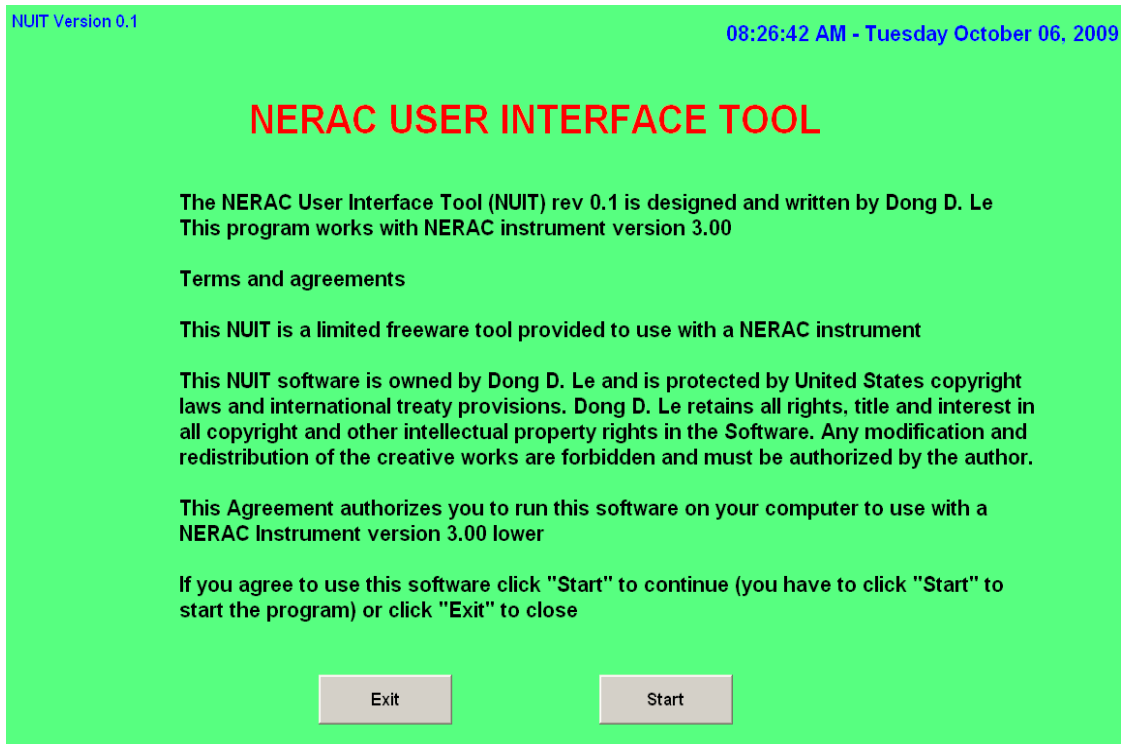 NUIT Version 0.1
08:26:42 AM - Tuesday October 06, 2009
NERAC USER INTERFACE TOOL
The NERAC User Interface Tool (NUIT) rev 0.1 is designed and written by Dong D. Le
This program works with NERAC instrument version 3.00
Terms and agreements
This NUIT is a limited freeware tool provided to use with a NERAC instrument
This NUIT software is owned by Dong D. Le and is protected by United States copyright
laws and international treaty provisions. Dong D. Le retains all rights, title and interest in
all copyright and other intellectual property rights in the Software. Any modification and
redistribution of the creative works are forbidden and must be authorized by the author.
This Agreement authorizes you to run this software on your computer to use with a
NERAC Instrument version 3.00 lower
If you agree to use this software click "Start" to continue (you have to click "Start" to
start the program) or click "Exit" to close
Exit
Start